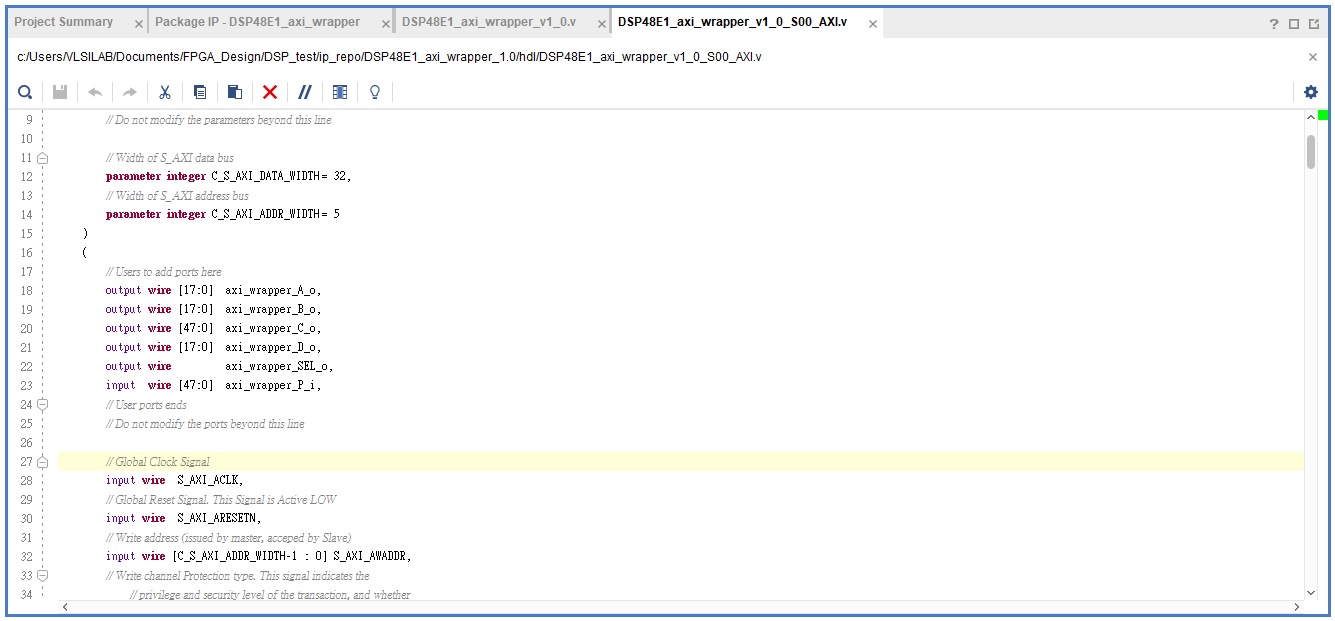 Project Summary × Package IP - DSP48E1_axi_wrapper × DSP48E1_axi_wrapper_v1_0.v × DSP48E1_axi_wrapper_v1_0_S00_AXI.v × ?
c:/Users/VLSILAB/Documents/FPGA_Design/DSP_test/ip_repo/DSP48E1_axi_wrapper_1.0/hdl/DSP48E1_axi_wrapper_v1_0_S00_AXI.v ×
9 // Do not modify the parameters beyond this line
10
11 // Width of S_AXI data bus
12 parameter integer C_S_AXI_DATA_WIDTH= 32,
13 // Width of S_AXI address bus
14 parameter integer C_S_AXI_ADDR_WIDTH= 5
15 )
16 (
17 // Users to add ports here
18 output wire [17:0] axi_wrapper_A_o,
19 output wire [17:0] axi_wrapper_B_o,
20 output wire [47:0] axi_wrapper_C_o,
21 output wire [17:0] axi_wrapper_D_o,
22 output wire axi_wrapper_SEL_o,
23 input wire [47:0] axi_wrapper_P_i,
24 // User ports ends
25 // Do not modify the ports beyond this line
26
27 // Global Clock Signal
28 input wire S_AXI_ACLK,
29 // Global Reset Signal. This Signal is Active LOW
30 input wire S_AXI_ARESETN,
31 // Write address (issued by master, acceped by Slave)
32 input wire [C_S_AXI_ADDR_WIDTH-1 : 0] S_AXI_AWADDR,
33 // Write channel Protection type. This signal indicates the
34 // privilege and security level of the transaction, and whether